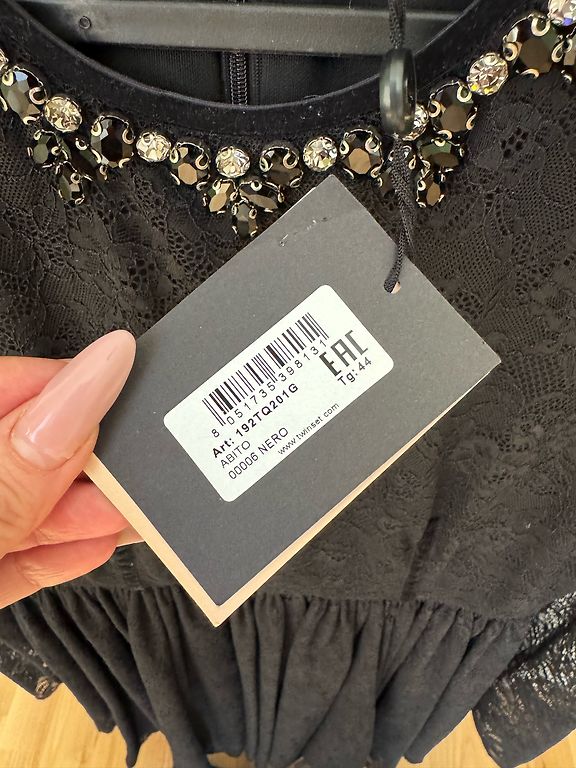 8 051735 398131
EAC
Art: 192TQ201G
Tg: 44
ABITO
00006 NERO
www.twinset.com